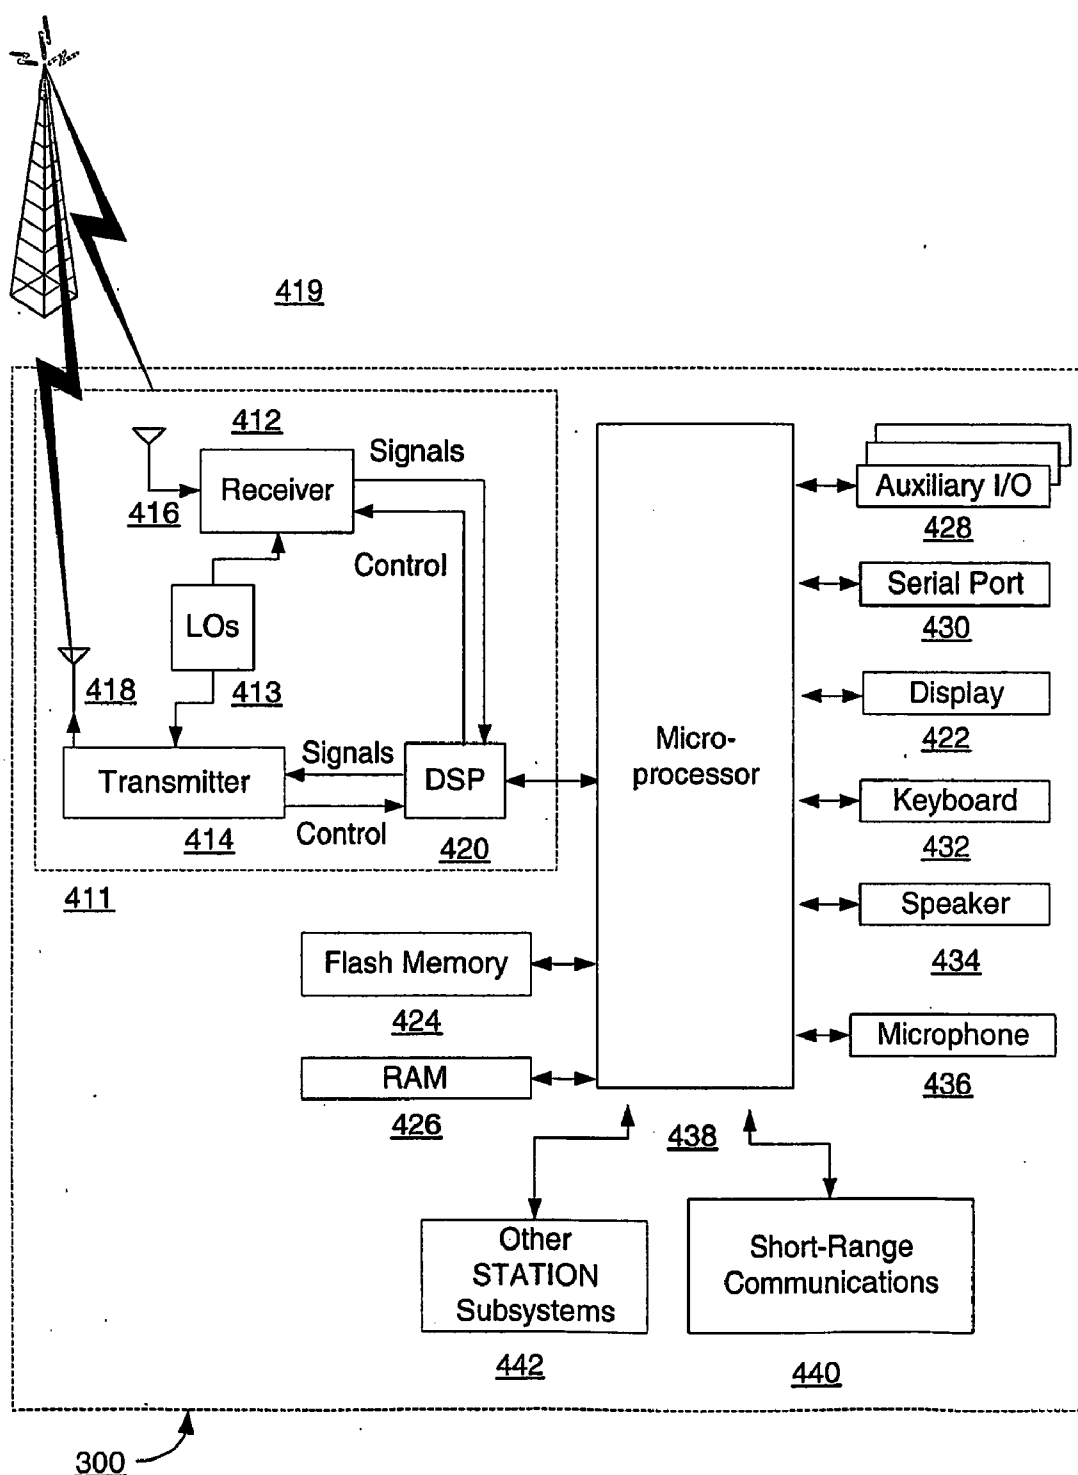 419
412
Signals
Receiver
416
Control
LOs
418
413
Signals
Transmitter
DSP
Control
414
420
411
Micro-
processor
Auxiliary I/O
428
Serial Port
430
Display
422
Keyboard
432
Speaker
434
Microphone
436
Flash Memory
424
RAM
426
438
Other
STATION
Subsystems
442
Short-Range
Communications
440
300